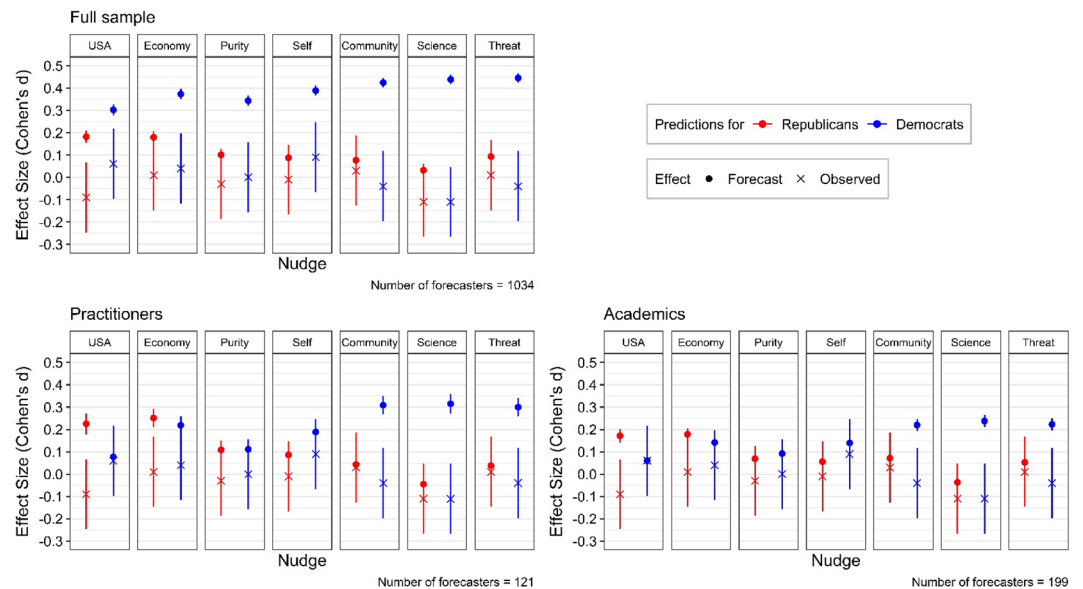 Full sample
USA Economy Purity Self Community Science Threat
Effect Size (Cohen's d)
0.5
0.4
0.3
0.2
0.1
0.0
-0.1
-0.2
-0.3
Nudge
Number of forecasters = 1034
Predictions for Republicans Democrats
Effect Forecast Observed
Practitioners
USA Economy Purity Self Community Science Threat
Effect Size (Cohen's d)
0.5
0.4
0.3
0.2
0.1
0.0
-0.1
-0.2
-0.3
Nudge
Number of forecasters = 121
Academics
USA Economy Purity Self Community Science Threat
Effect Size (Cohen's d)
0.5
0.4
0.3
0.2
0.1
0.0
-0.1
-0.2
-0.3
Nudge
Number of forecasters = 199